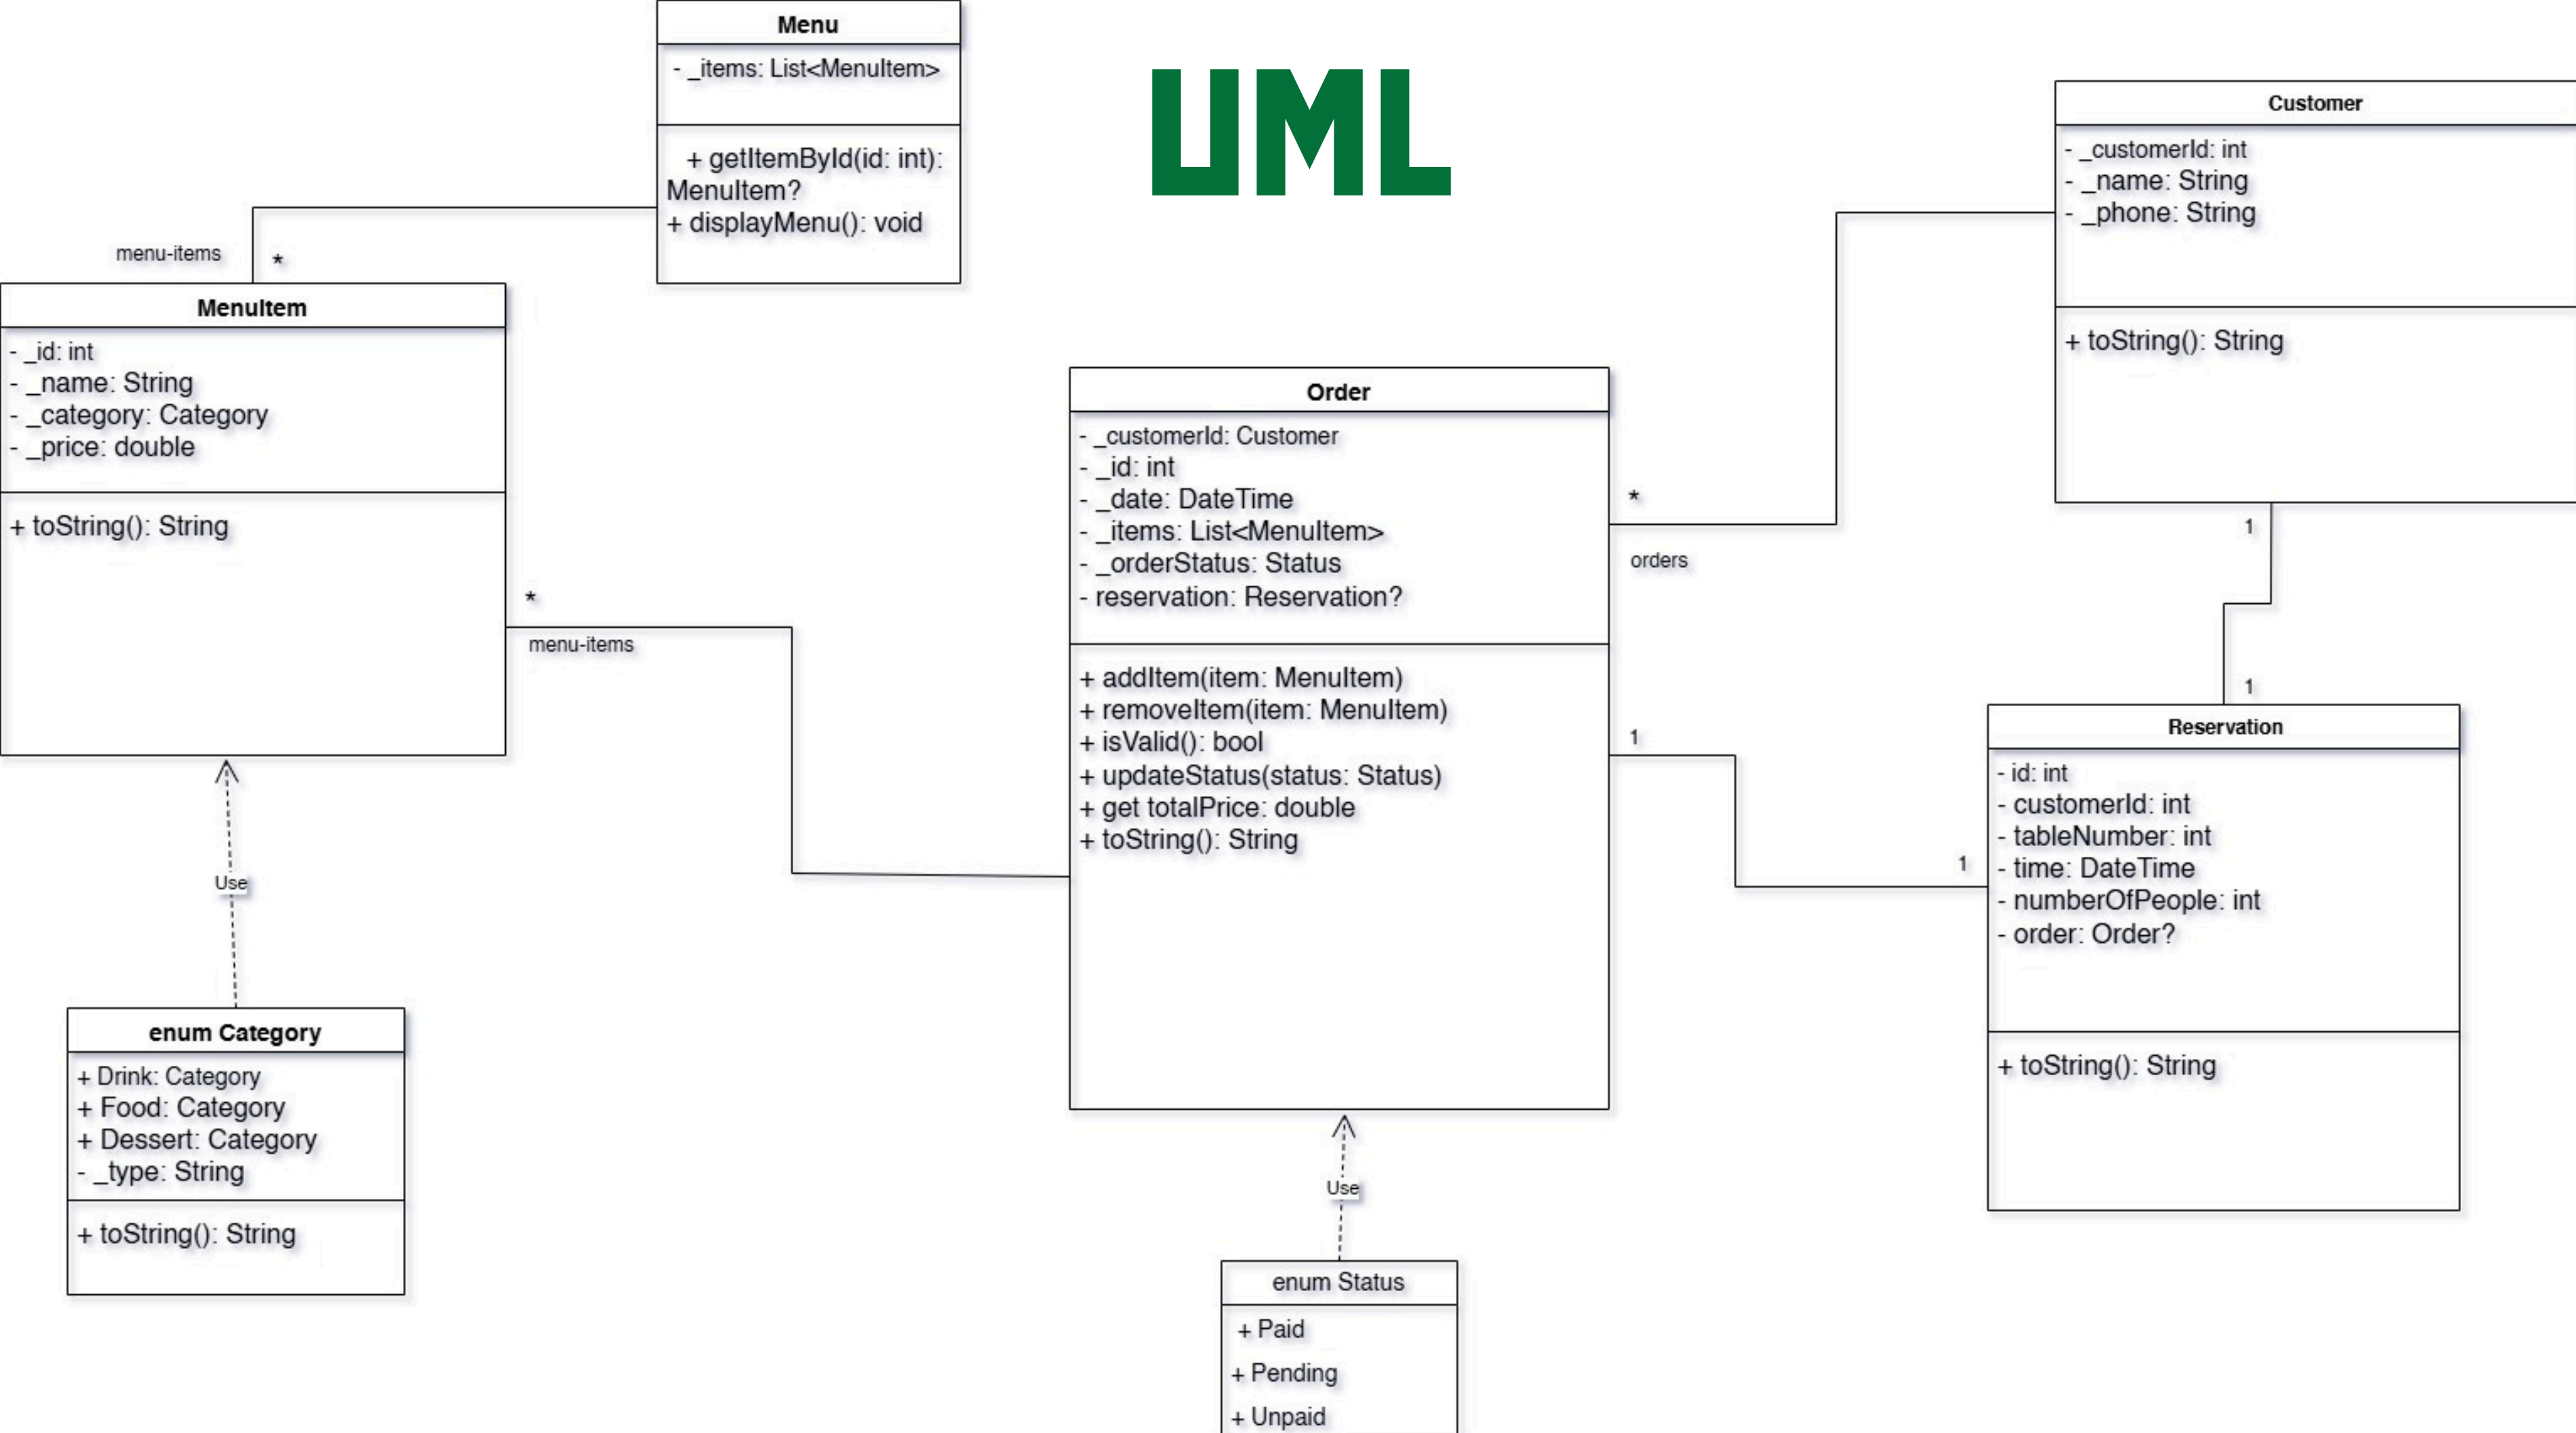 Menu
- _items: List<MenuItem>
+ getItemById(id: int):
MenuItem?
+ displayMenu(): void
UML
Customer
- _customerId: int
- _name: String
- _phone: String
+ toString(): String
menu-items
*
MenuItem
- _id: int
- _name: String
- _category: Category
- _price: double
+ toString(): String
*
menu-items
Order
- _customerId: Customer
- _id: int
- _date: DateTime
- _items: List<MenuItem>
- _orderStatus: Status
- reservation: Reservation?
+ addItem(item: MenuItem)
+ removeItem(item: MenuItem)
+ isValid(): bool
+ updateStatus(status: Status)
+ get totalPrice: double
+ toString(): String
*
orders
1
1
1
1
Reservation
- id: int
- customerId: int
- tableNumber: int
- time: DateTime
- numberOfPeople: int
- order: Order?
+ toString(): String
Use
enum Category
+ Drink: Category
+ Food: Category
+ Dessert: Category
- _type: String
+ toString(): String
Use
enum Status
+ Paid
+ Pending
+ Unpaid